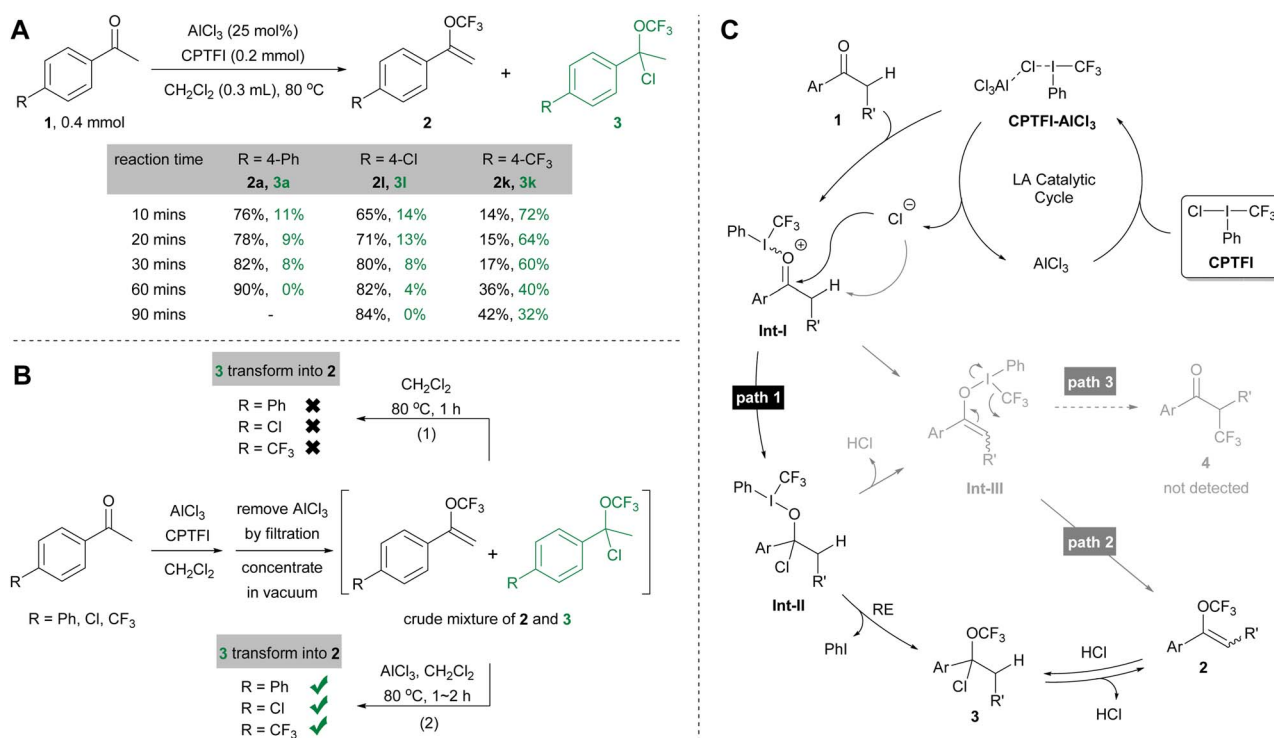 A
O
R
1, 0.4 mmol
AlCl3 (25 mol%)
CPTFI (0.2 mmol)
CH2Cl2 (0.3 mL), 80 oC
OCF3
R
2
+
OCF3
Cl
R
3
reaction time R = 4-Ph R = 4-Cl R = 4-CF3
2a, 3a 2l, 3l 2k, 3k
10 mins 76%, 11% 65%, 14% 14%, 72%
20 mins 78%, 9% 71%, 13% 15%, 64%
30 mins 82%, 8% 80%, 8% 17%, 60%
60 mins 90%, 0% 82%, 4% 36%, 40%
90 mins - 84%, 0% 42%, 32%
B
3 transform into 2
R = Ph ✖
R = Cl ✖
R = CF3 ✖
CH2Cl2
80 oC, 1 h
(1)
O
R
R = Ph, Cl, CF3
AlCl3
CPTFI
CH2Cl2
remove AlCl3
by filtration
concentrate
in vacuum
OCF3
R
+
OCF3
Cl
R
crude mixture of 2 and 3
3 transform into 2
R = Ph ✔
R = Cl ✔
R = CF3 ✔
AlCl3, CH2Cl2
80 oC, 1~2 h
(2)
C
O
Ar
H
R'
1
Cl3Al
Cl
I
CF3
Ph
CPTFI-AlCl3
LA Catalytic
Cycle
AlCl3
Cl
I
CF3
Ph
CPTFI
Cl ⊖
Ph
I
CF3
O ⊕
Ar
H
R'
Int-I
path 1
Ph
I
CF3
O
Ar
R'
Int-III
path 3
O
Ar
R'
CF3
4
not detected
HCl
Ph
I
CF3
O
Ar
Cl
H
R'
Int-II
path 2
RE
PhI
OCF3
Ar
Cl
H
R'
3
HCl
HCl
OCF3
Ar
R'
2